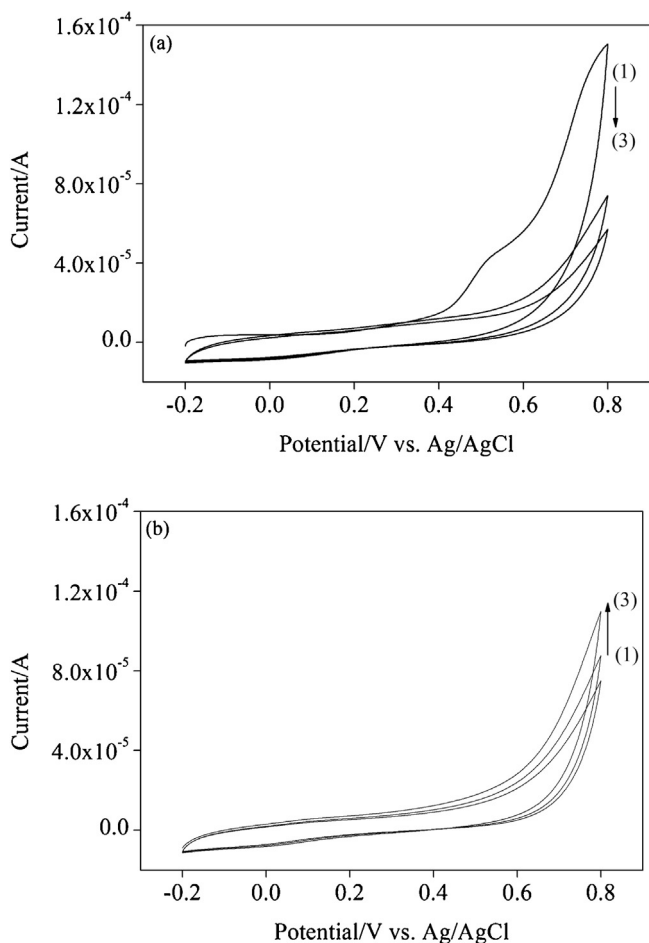 (a)
1.6x10⁻⁴
1.2x10⁻⁴
8.0x10⁻⁵
4.0x10⁻⁵
0.0
Current/A
(1)
(3)
-0.2 0.0 0.2 0.4 0.6 0.8
Potential/V vs. Ag/AgCl
(b)
1.6x10⁻⁴
1.2x10⁻⁴
8.0x10⁻⁵
4.0x10⁻⁵
0.0
Current/A
(3)
(1)
-0.2 0.0 0.2 0.4 0.6 0.8
Potential/V vs. Ag/AgCl